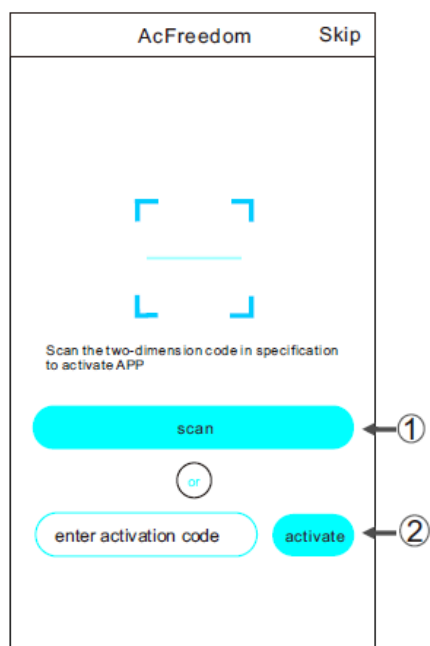 AcFreedom Skip
Scan the two-dimension code in specification
to activate APP
scan ①
or
enter activation code activate ②